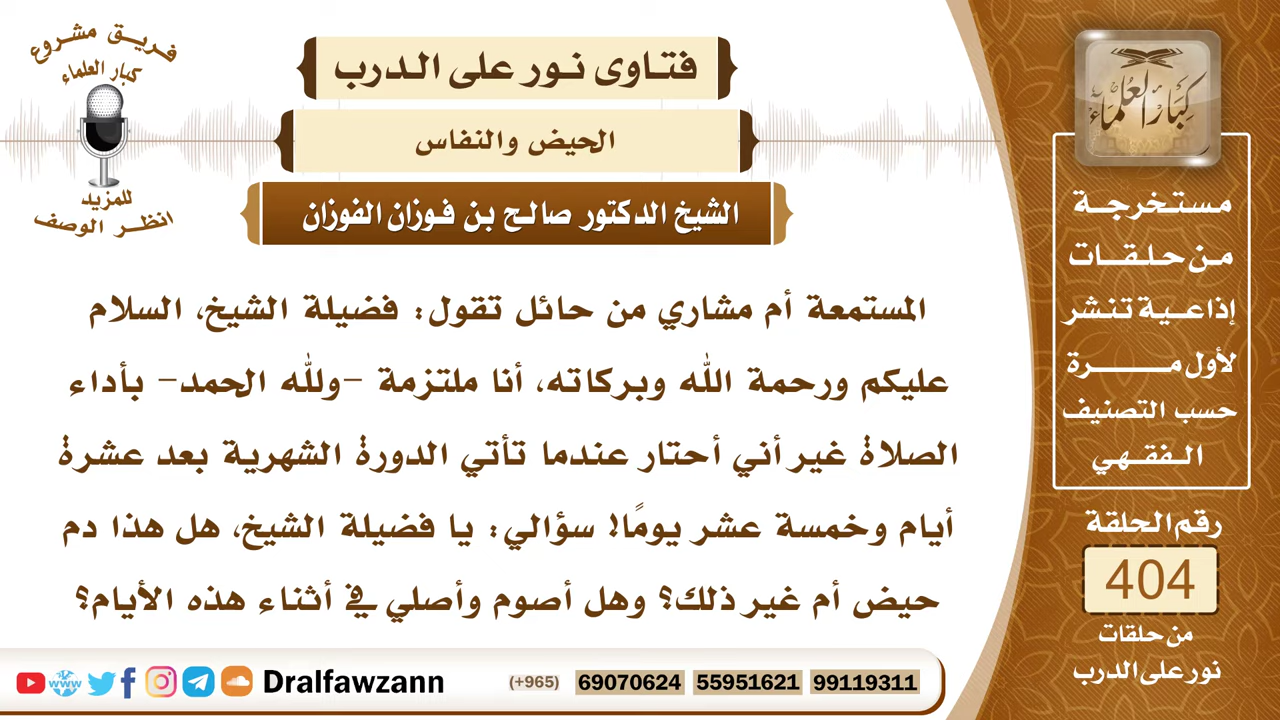 فريق مشروع
كبار العلماء
للمزيد
انظر الوصف
فتاوى نور على الدرب
الحيض والنفاس
الشيخ الدكتور صالح بن فوزان الفوزان
المستمعة أم مشاري من حائل تقول: فضيلة الشيخ، السلام
عليكم ورحمة الله وبركاته، أنا ملتزمة -ولله الحمد- بأداء
الصلاة غير أني أحتار عندما تأتي الدورة الشهرية بعد عشرة
أيام وخمسة عشر يومًا! سؤالي: يا فضيلة الشيخ، هل هذا دم
حيض أم غير ذلك؟ وهل أصوم وأصلي في أثناء هذه الأيام؟
كبار العلماء
مستخرجة
من حلقات
إذاعية تنشر
لأول مرة
حسب التصنيف
الفقهي
رقم الحلقة
404
من حلقات
نور على الدرب
www
Dralfawzann
(+965) 69070624 55951621 99119311